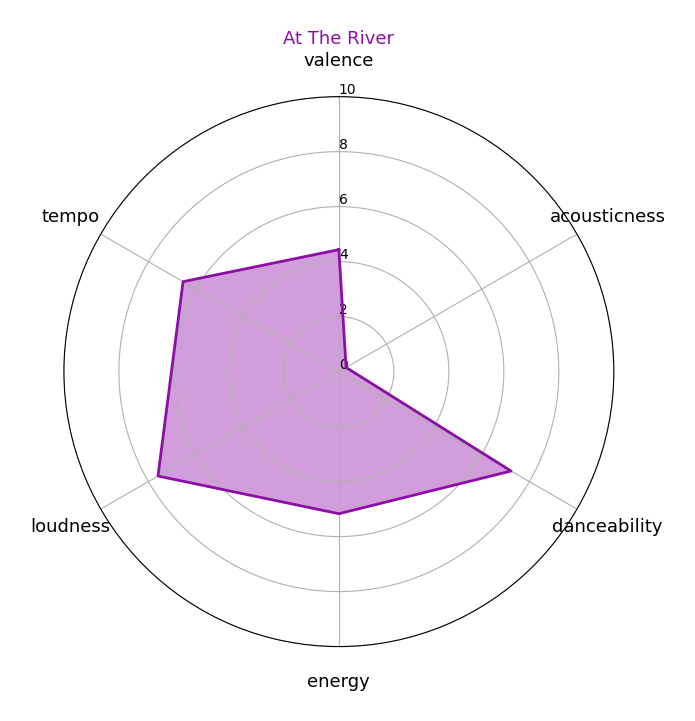 At The River
valence
10
8
6
4
2
0
tempo
acousticness
loudness
danceability
energy